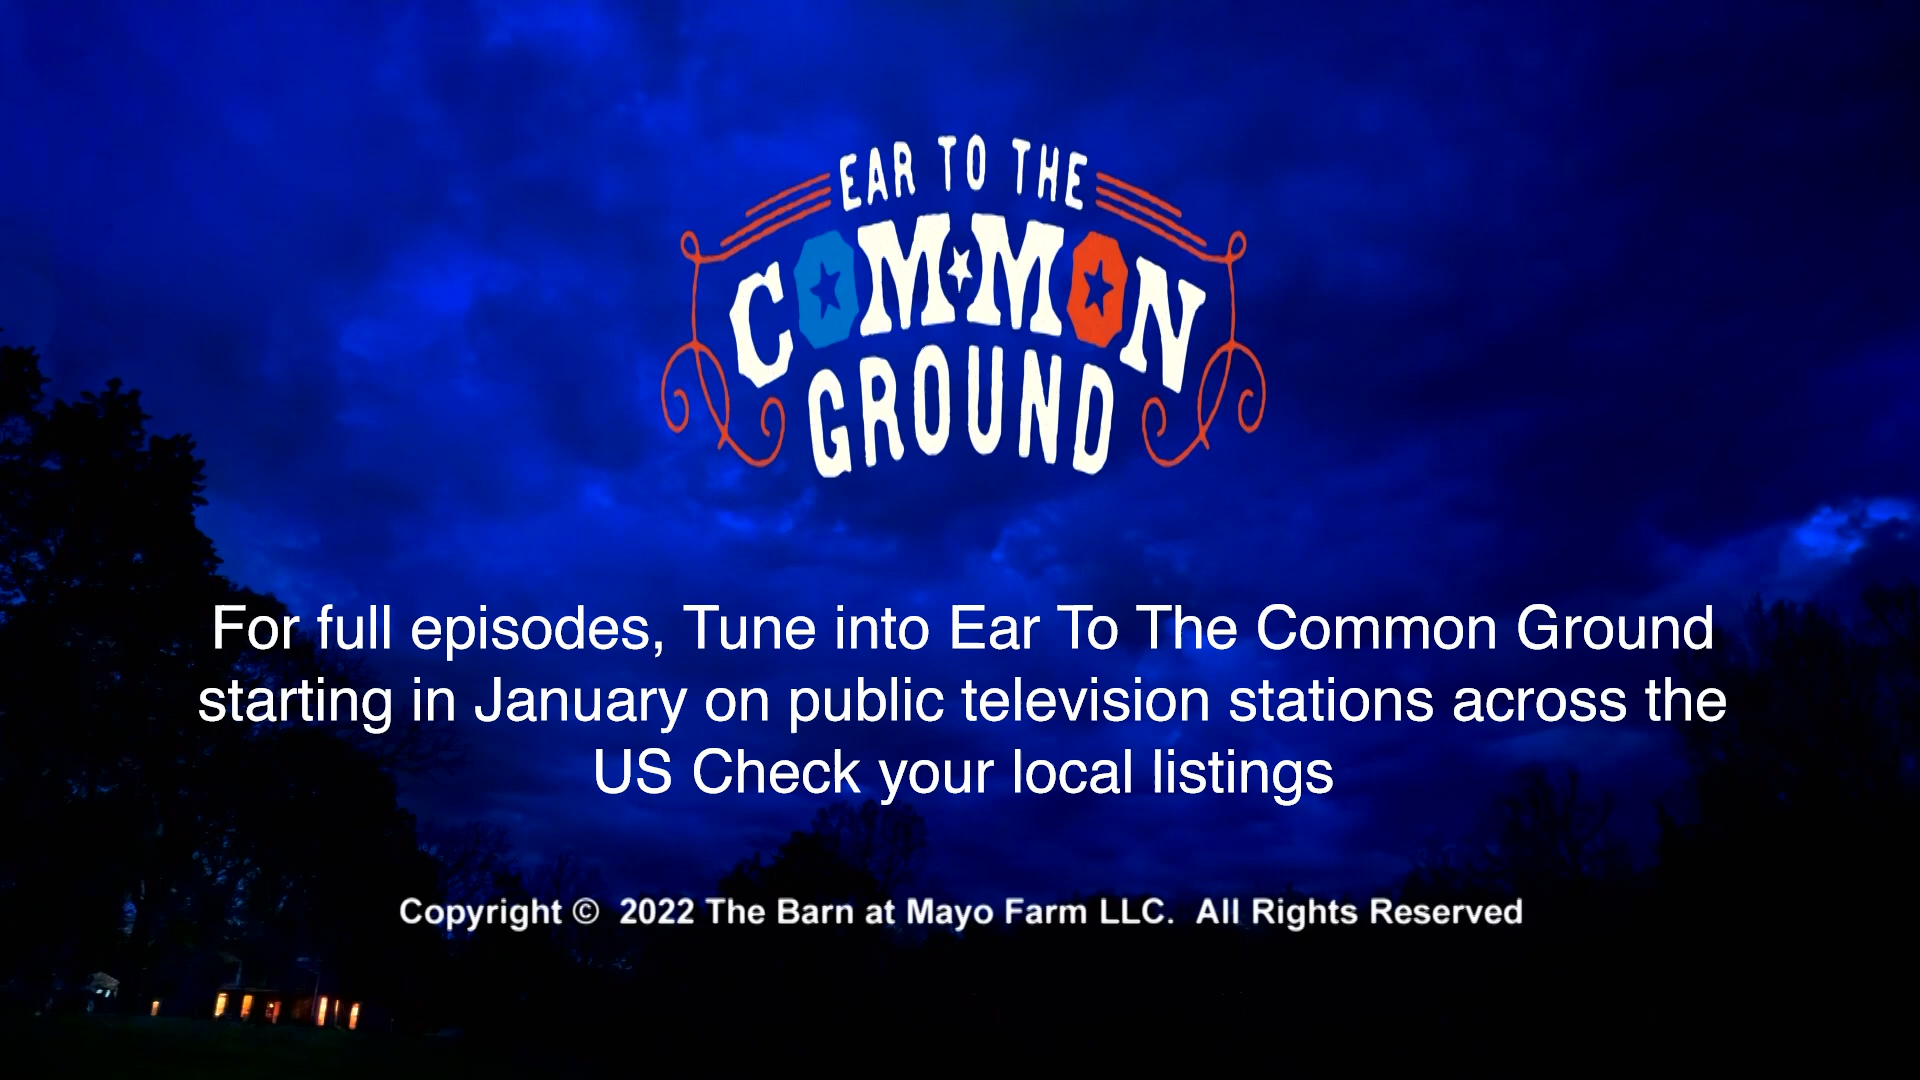 EAR TO THE
COMMON
GROUND
For full episodes, Tune into Ear To The Common Ground
starting in January on public television stations across the
US Check your local listings
Copyright © 2022 The Barn at Mayo Farm LLC. All Rights Reserved